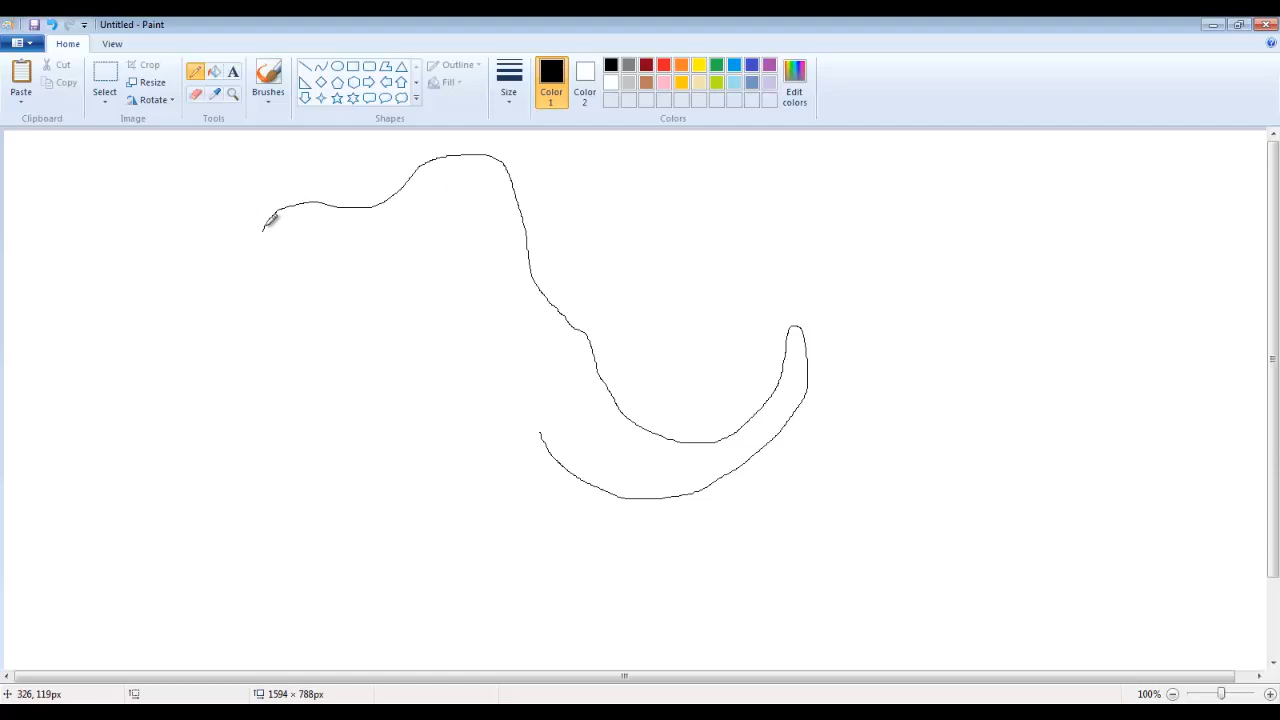 Untitled - Paint
Home View
Paste Cut Copy Select Crop Resize Rotate A Brushes Outline Fill Size Color 1 Color 2 Edit colors
Clipboard Image Tools Shapes Colors
326, 119px 1594 × 788px 100%